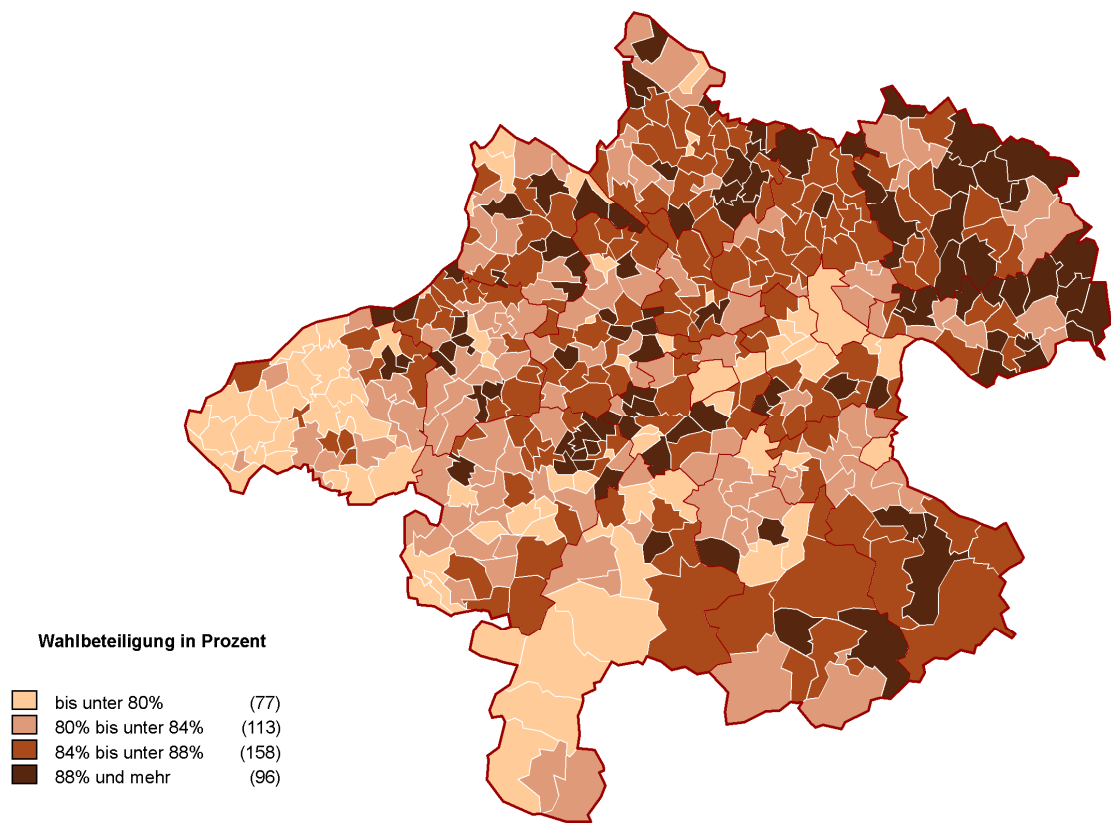 Wahlbeteiligung in Prozent
bis unter 80% (77)
80% bis unter 84% (113)
84% bis unter 88% (158)
88% und mehr (96)